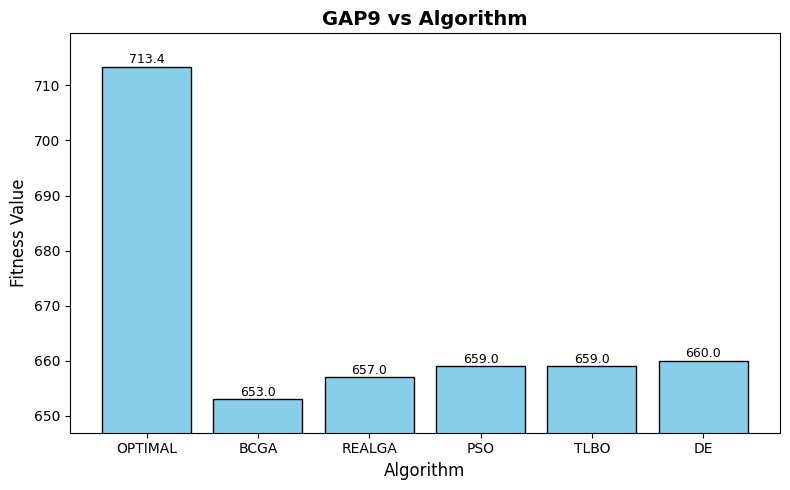 GAP9 vs Algorithm
Fitness Value
710
700
690
680
670
660
650
713.4
653.0
657.0
659.0
659.0
660.0
OPTIMAL
BCGA
REALGA
PSO
TLBO
DE
Algorithm